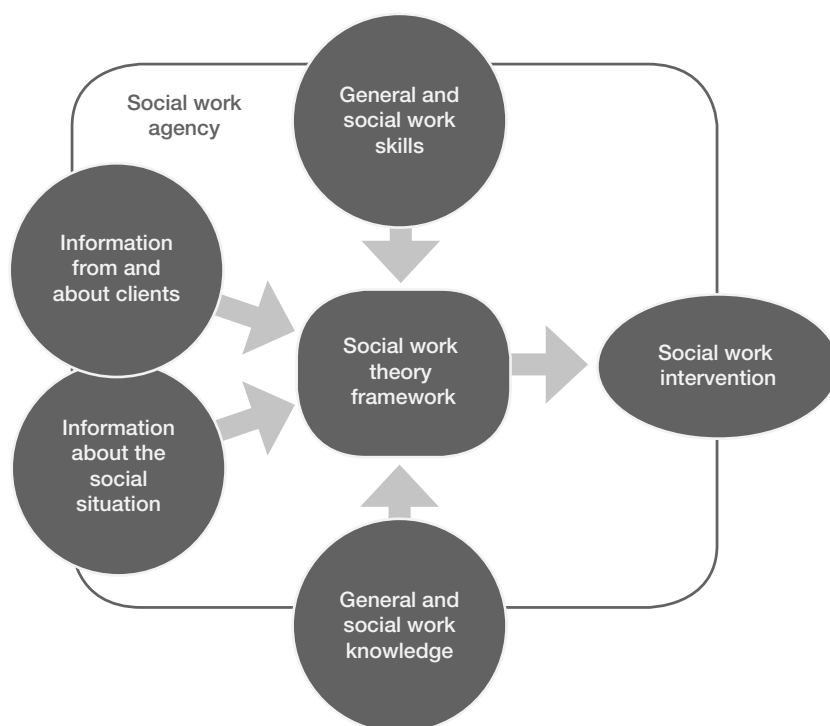 Social work
agency
General and
social work
skills
Information
from and
about clients
Social work
theory
framework
Social work
intervention
Information
about the
social
situation
General and
social work
knowledge